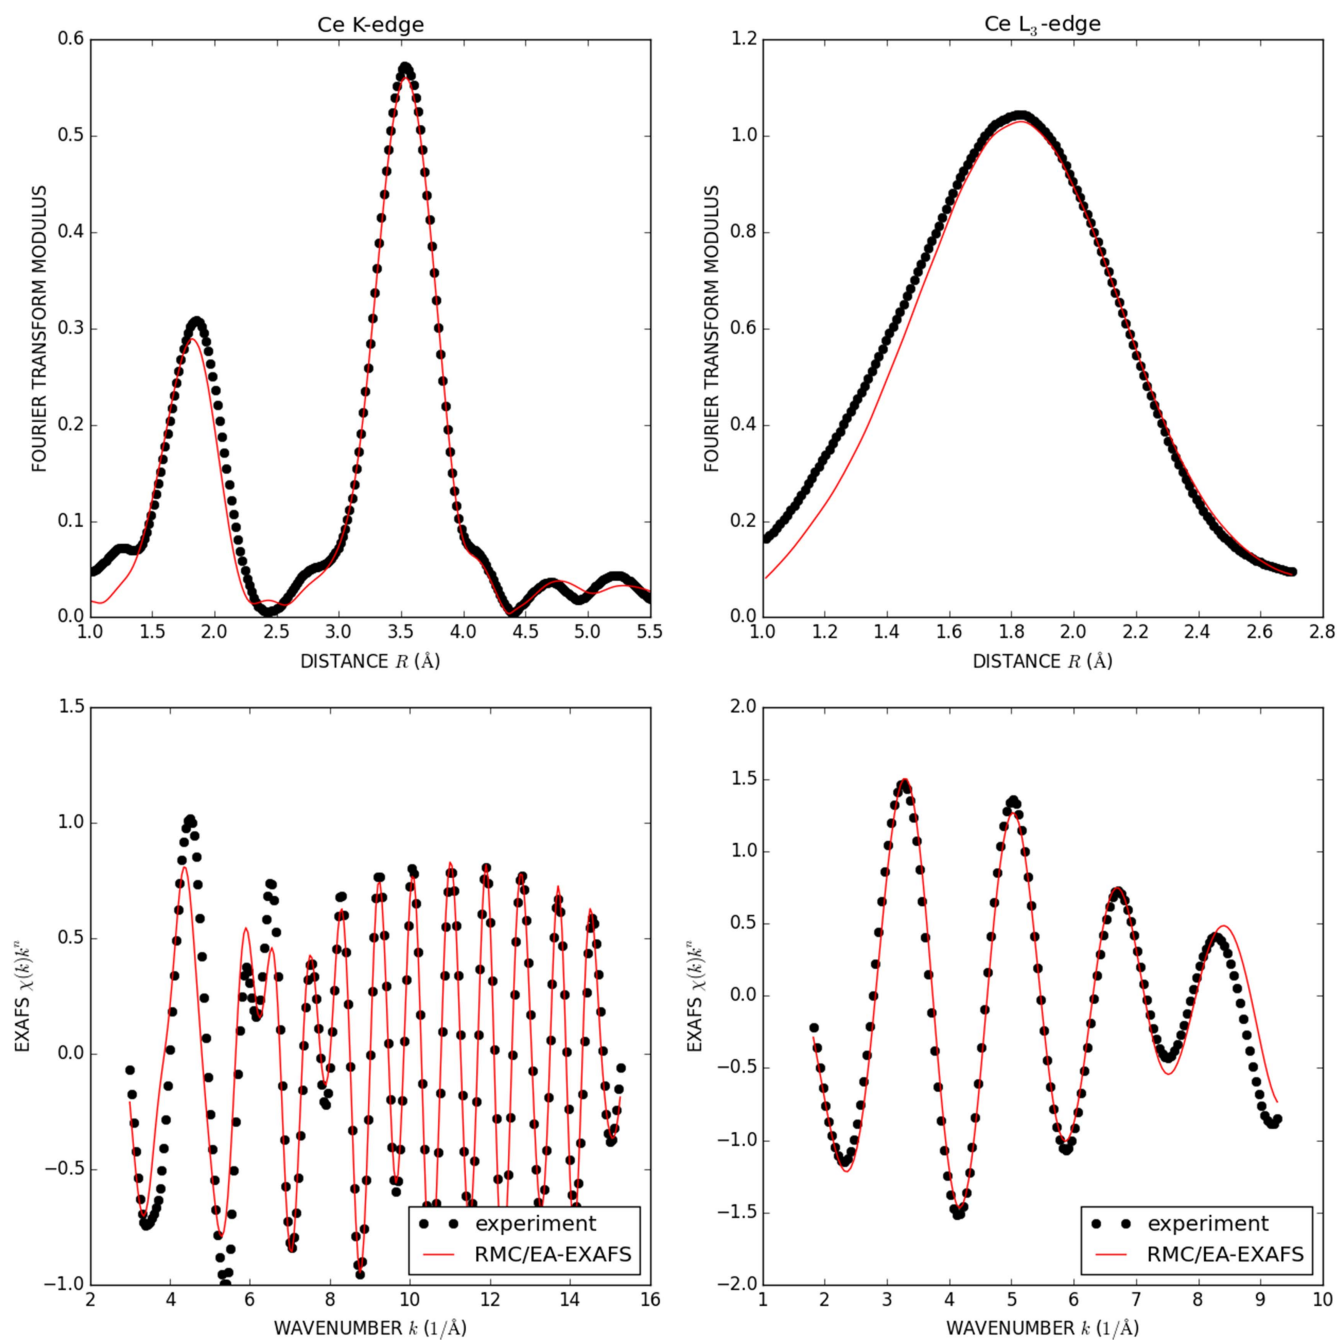 Ce K-edge
0.6
0.5
0.4
0.3
0.2
0.1
0.0
FOURIER TRANSFORM MODULUS
1.0 1.5 2.0 2.5 3.0 3.5 4.0 4.5 5.0 5.5
DISTANCE R (Å)
Ce L₃-edge
1.2
1.0
0.8
0.6
0.4
0.2
0.0
FOURIER TRANSFORM MODULUS
1.0 1.2 1.4 1.6 1.8 2.0 2.2 2.4 2.6 2.8
DISTANCE R (Å)
1.5
1.0
0.5
0.0
−0.5
−1.0
EXAFS χ(k)kⁿ
experiment
RMC/EA-EXAFS
2 4 6 8 10 12 14 16
WAVENUMBER k (1/Å)
2.0
1.5
1.0
0.5
0.0
−0.5
−1.0
−1.5
−2.0
EXAFS χ(k)kⁿ
experiment
RMC/EA-EXAFS
1 2 3 4 5 6 7 8 9 10
WAVENUMBER k (1/Å)